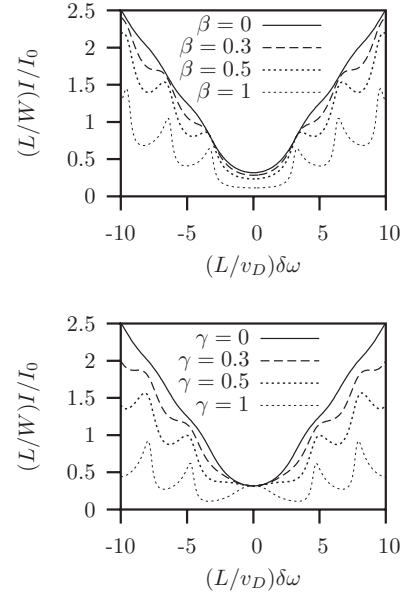 2.5
2
1.5
1
0.5
0
(L/W)I/I₀
β = 0
β = 0.3
β = 0.5
β = 1
-10 -5 0 5 10
(L/v_D)δω
2.5
2
1.5
1
0.5
0
(L/W)I/I₀
γ = 0
γ = 0.3
γ = 0.5
γ = 1
-10 -5 0 5 10
(L/v_D)δω